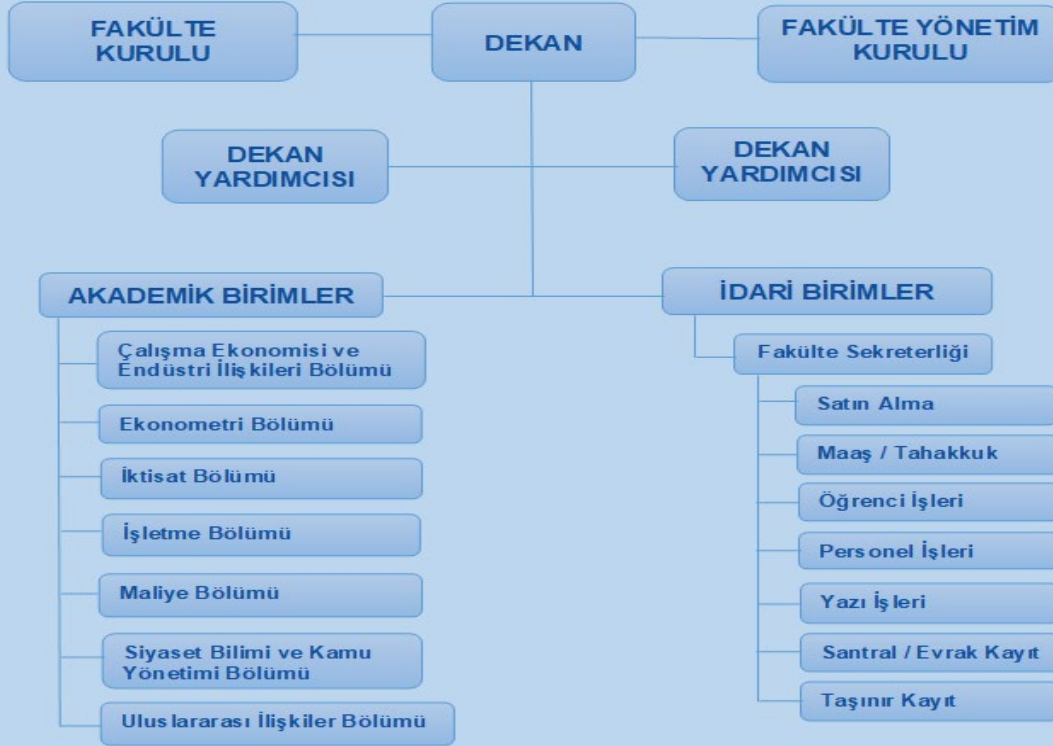 FAKÜLTE
KURULU
DEKAN
FAKÜLTE YÖNETİM
KURULU
DEKAN
YARDIMCISI
DEKAN
YARDIMCISI
AKADEMİK BİRİMLER
Çalışma Ekonomisi ve
Endüstri İlişkileri Bölümü
Ekonometri Bölümü
İktisat Bölümü
İşletme Bölümü
Maliye Bölümü
Siyaset Bilimi ve Kamu
Yönetimi Bölümü
Uluslararası İlişkiler Bölümü
İDARİ BİRİMLER
Fakülte Sekreterliği
Satın Alma
Maaş / Tahakkuk
Öğrenci İşleri
Personel İşleri
Yazı İşleri
Santral / Evrak Kayıt
Taşınır Kayıt